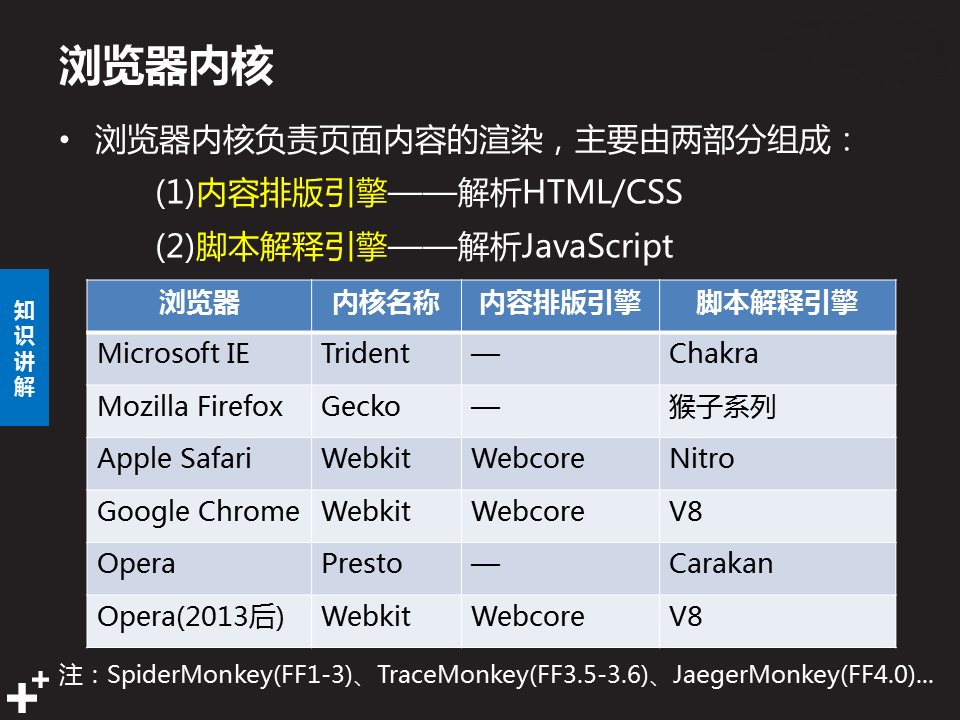 浏览器内核
• 浏览器内核负责页面内容的渲染，主要由两部分组成：
(1)内容排版引擎——解析HTML/CSS
(2)脚本解释引擎——解析JavaScript
知识讲解
浏览器 内核名称 内容排版引擎 脚本解释引擎
Microsoft IE Trident — Chakra
Mozilla Firefox Gecko — 猴子系列
Apple Safari Webkit Webcore Nitro
Google Chrome Webkit Webcore V8
Opera Presto — Carakan
Opera(2013后) Webkit Webcore V8
注：SpiderMonkey(FF1-3)、TraceMonkey(FF3.5-3.6)、JaegerMonkey(FF4.0)...